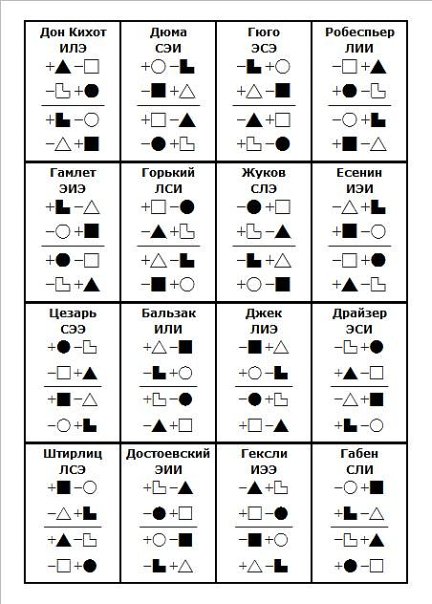 Дон Кихот
ИЛЭ
Дюма
СЭИ
Гюго
ЭСЭ
Робеспьер
ЛИИ
Гамлет
ЭИЭ
Горький
ЛСИ
Жуков
СЛЭ
Есенин
ИЭИ
Цезарь
СЭЭ
Бальзак
ИЛИ
Джек
ЛИЭ
Драйзер
ЭСИ
Штирлиц
ЛСЭ
Достоевский
ЭИИ
Гексли
ИЭЭ
Габен
СЛИ